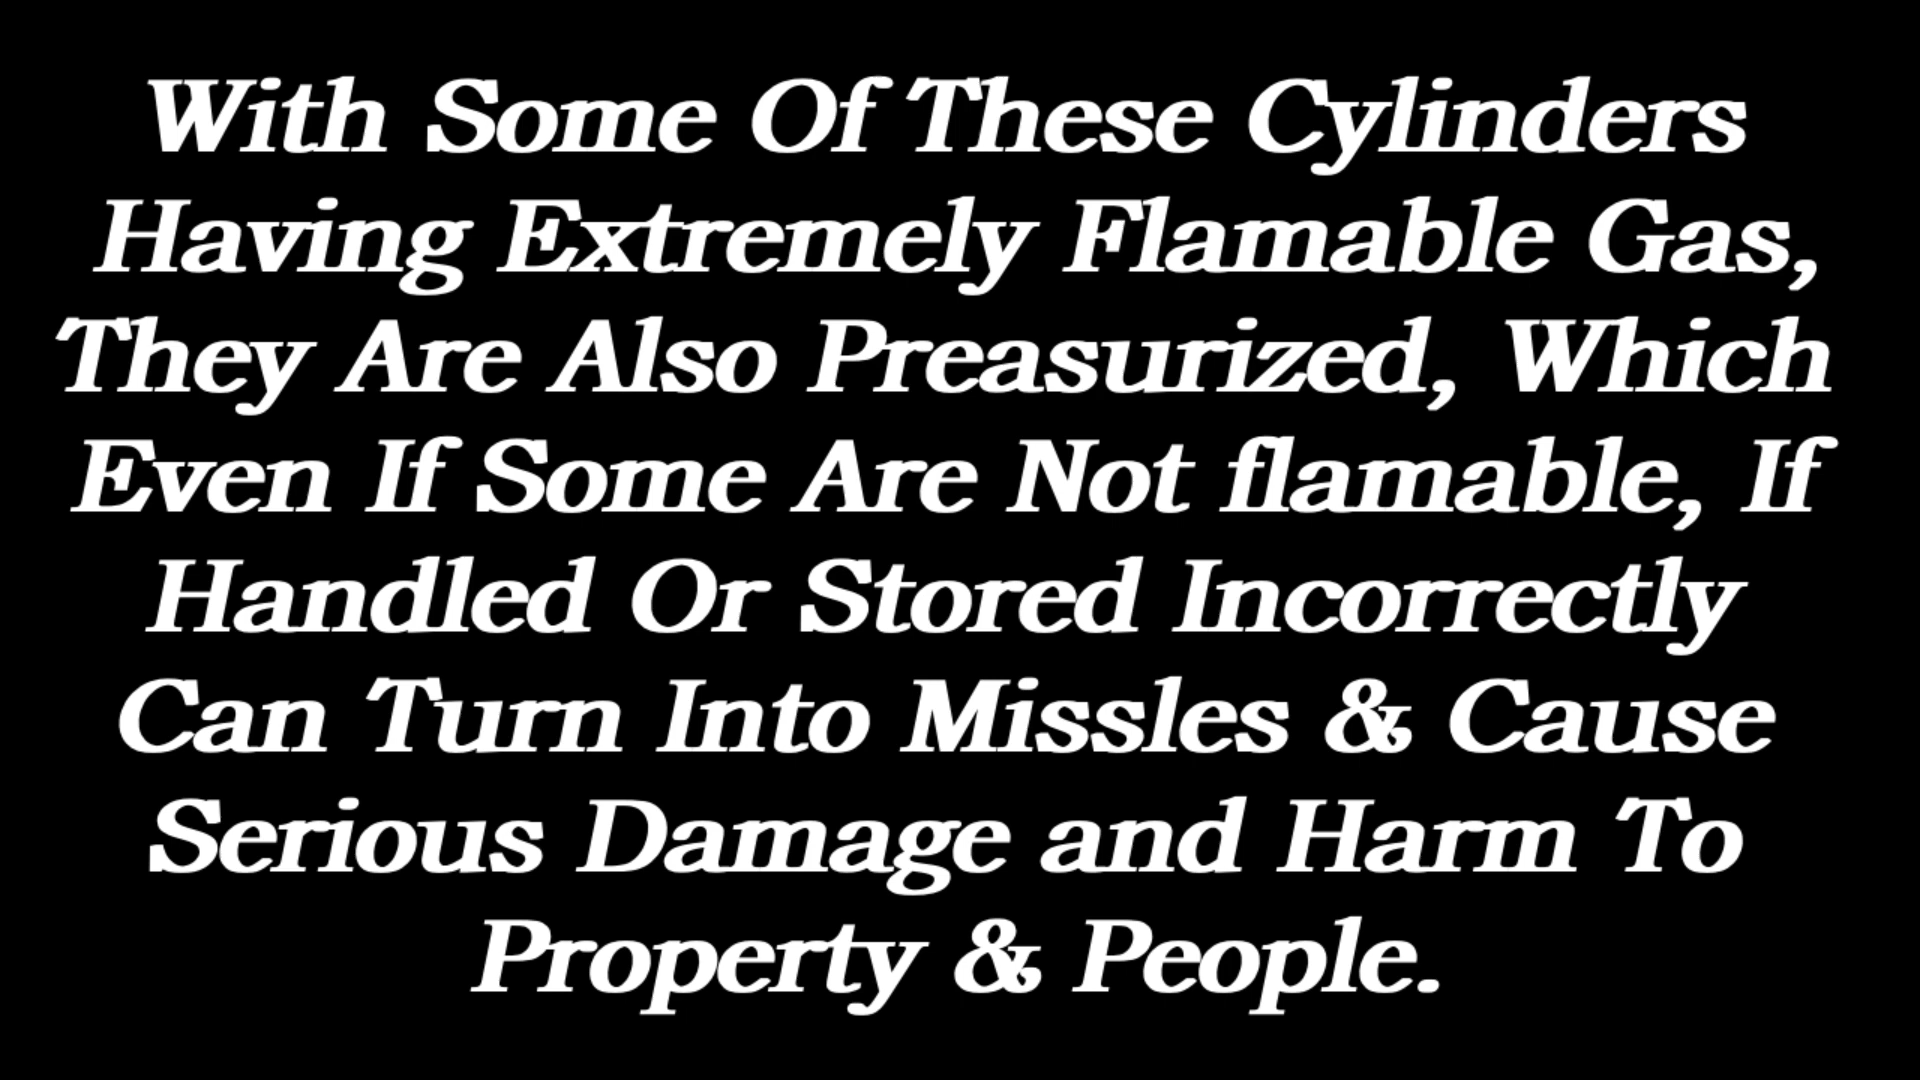 With Some Of These Cylinders
Having Extremely Flamable Gas,
They Are Also Preasurized, Which
Even If Some Are Not flamable, If
Handled Or Stored Incorrectly
Can Turn Into Missles & Cause
Serious Damage and Harm To
Property & People.